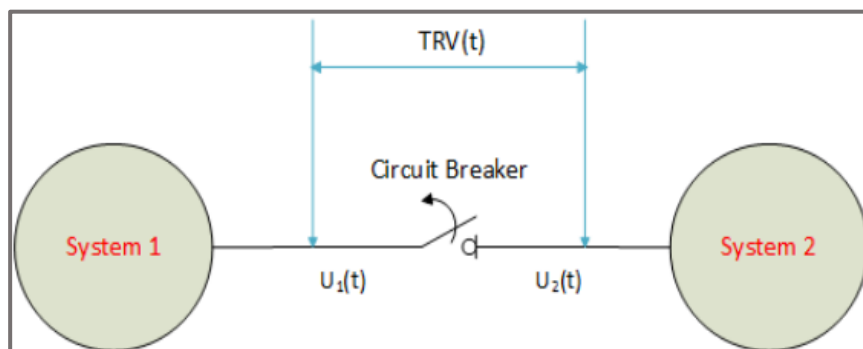 TRV(t)
Circuit Breaker
System 1
System 2
U₁(t)
U₂(t)